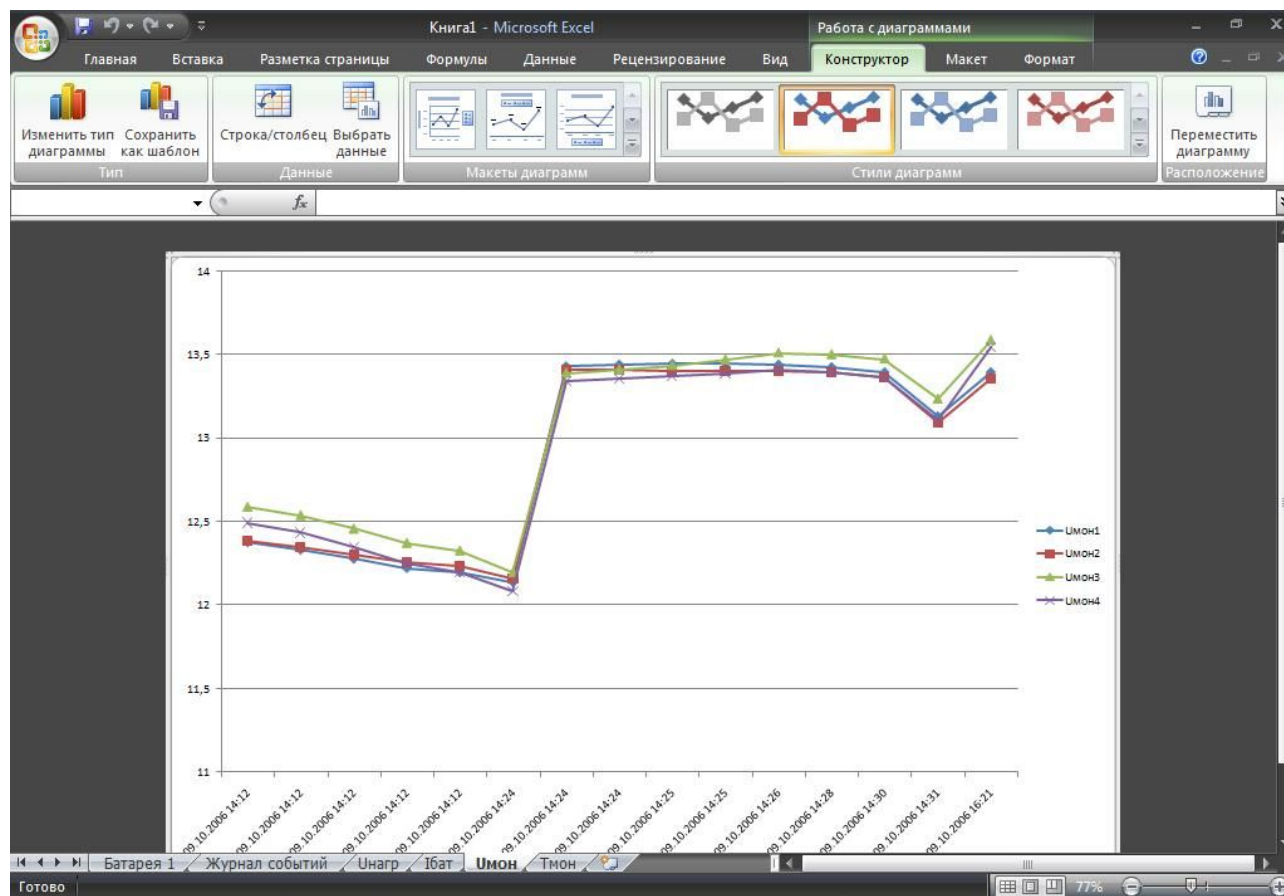 Книга1 - Microsoft Excel
Работа с диаграммами
Главная Вставка Разметка страницы Формулы Данные Рецензирование Вид Конструктор Макет Формат
Изменить тип диаграммы
Сохранить как шаблон
Строка/столбец
Выбрать данные
Переместить диаграмму
Тип Данные Макеты диаграмм Стили диаграмм Расположение
fx
14
13,5
13
12,5
12
11,5
11
Uмон1
Uмон2
Uмон3
Uмон4
09.10.2006 14:12
09.10.2006 14:12
09.10.2006 14:12
09.10.2006 14:12
09.10.2006 14:12
09.10.2006 14:24
09.10.2006 14:24
09.10.2006 14:24
09.10.2006 14:25
09.10.2006 14:25
09.10.2006 14:26
09.10.2006 14:28
09.10.2006 14:30
09.10.2006 14:31
09.10.2006 16:21
Батарея 1 Журнал событий Uнагр Iбат Uмон Tмон
Готово 77%